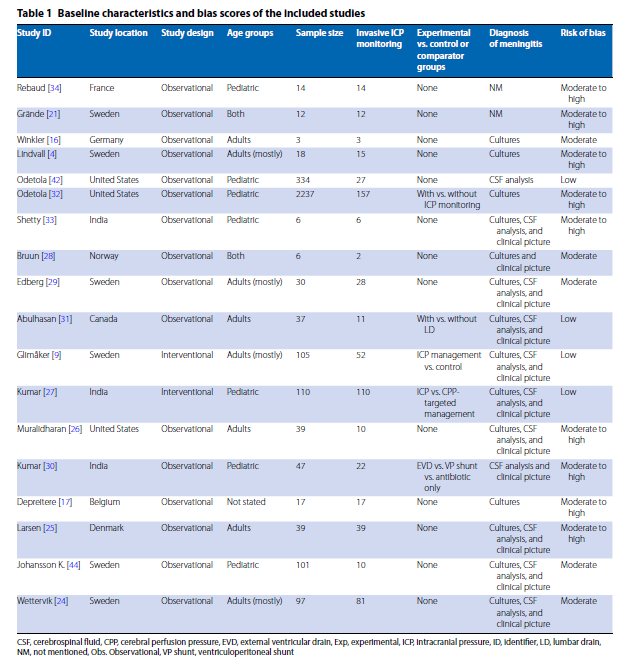 Table 1 Baseline characteristics and bias scores of the included studies
Study ID Study location Study design Age groups Sample size Invasive ICP monitoring Experimental vs. control or comparator groups Diagnosis of meningitis Risk of bias
Rebaud [34] France Observational Pediatric 14 14 None NM Moderate to high
Grände [21] Sweden Observational Both 12 12 None NM Moderate to high
Winkler [16] Germany Observational Adults 3 3 None Cultures Moderate
Lindvall [4] Sweden Observational Adults (mostly) 18 15 None Cultures Moderate to high
Odetola [42] United States Observational Pediatric 334 27 None CSF analysis Low
Odetola [32] United States Observational Pediatric 2237 157 With vs. without ICP monitoring Cultures Moderate to high
Shetty [33] India Observational Pediatric 6 6 None Cultures, CSF analysis, and clinical picture Moderate to high
Bruun [28] Norway Observational Both 6 2 None Cultures and clinical picture Moderate
Edberg [29] Sweden Observational Adults (mostly) 30 28 None Cultures, CSF analysis, and clinical picture Moderate
Abulhasan [31] Canada Observational Adults 37 11 With vs. without LD Cultures, CSF analysis, and clinical picture Low
Glimåker [9] Sweden Interventional Adults (mostly) 105 52 ICP management vs. control Cultures, CSF analysis, and clinical picture Low
Kumar [27] India Interventional Pediatric 110 110 ICP vs. CPP-targeted management Cultures, CSF analysis, and clinical picture Low
Muralidharan [26] United States Observational Adults 39 10 None Cultures, CSF analysis, and clinical picture Moderate to high
Kumar [30] India Observational Pediatric 47 22 EVD vs. VP shunt vs. antibiotic only CSF analysis and clinical picture Moderate to high
Depreitere [17] Belgium Observational Not stated 17 17 None Cultures Moderate to high
Larsen [25] Denmark Observational Adults 39 39 None Cultures, CSF analysis, and clinical picture Moderate to high
Johansson K. [44] Sweden Observational Pediatric 101 10 None Cultures, CSF analysis, and clinical picture Moderate
Wettervik [24] Sweden Observational Adults (mostly) 97 81 None Cultures, CSF analysis, and clinical picture Moderate
CSF, cerebrospinal fluid, CPP, cerebral perfusion pressure, EVD, external ventricular drain, Exp, experimental, ICP, intracranial pressure, ID, identifier, LD, lumbar drain,
NM, not mentioned, Obs. Observational, VP shunt, ventriculoperitoneal shunt